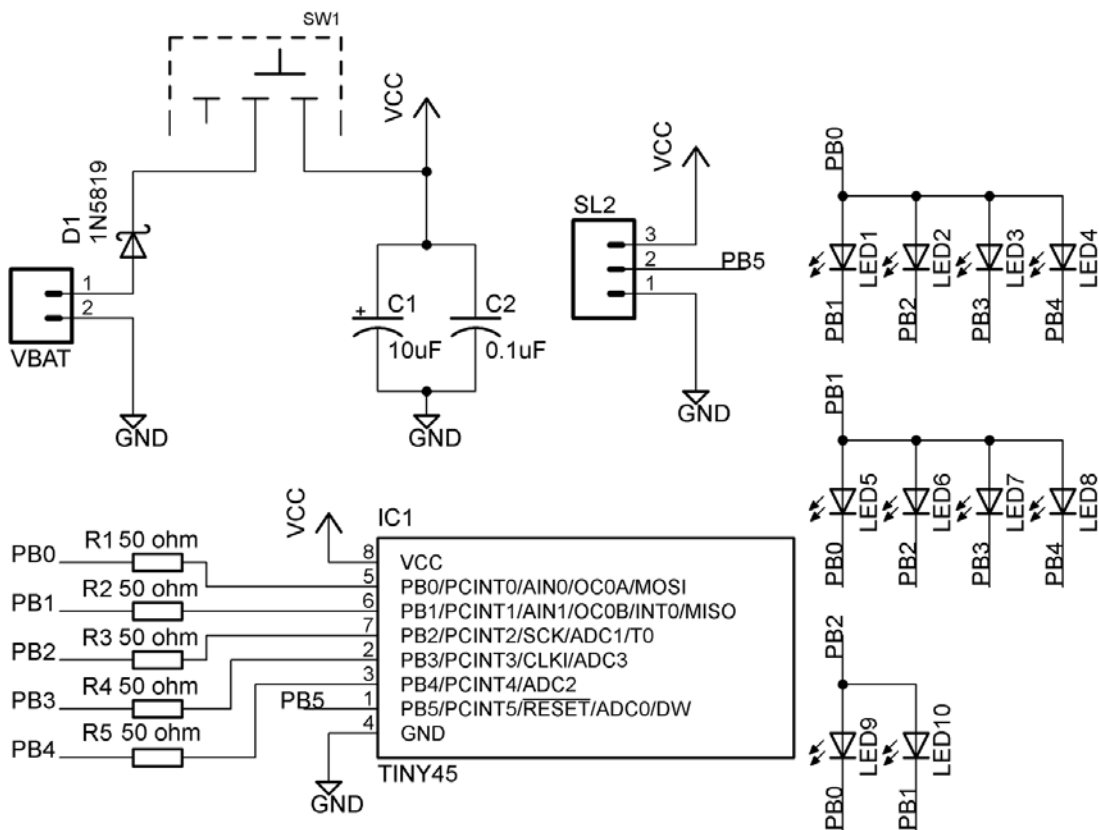 SW1
VCC
D1
1N5819
1
2
VBAT
GND
C1
10uF
C2
0.1uF
GND
VCC
SL2
3
2
1
PB5
GND
PB0
LED1
LED2
LED3
LED4
PB1
PB2
PB3
PB4
PB1
LED5
LED6
LED7
LED8
PB0
PB2
PB3
PB4
PB2
LED9
LED10
PB0
PB1
VCC
IC1
PB0
R1 50 ohm
PB1
R2 50 ohm
PB2
R3 50 ohm
PB3
R4 50 ohm
PB4
R5 50 ohm
PB5
GND
8 VCC
5 PB0/PCINT0/AIN0/OC0A/MOSI
6 PB1/PCINT1/AIN1/OC0B/INT0/MISO
7 PB2/PCINT2/SCK/ADC1/T0
2 PB3/PCINT3/CLKI/ADC3
3 PB4/PCINT4/ADC2
1 PB5/PCINT5/RESET/ADC0/DW
4 GND
TINY45